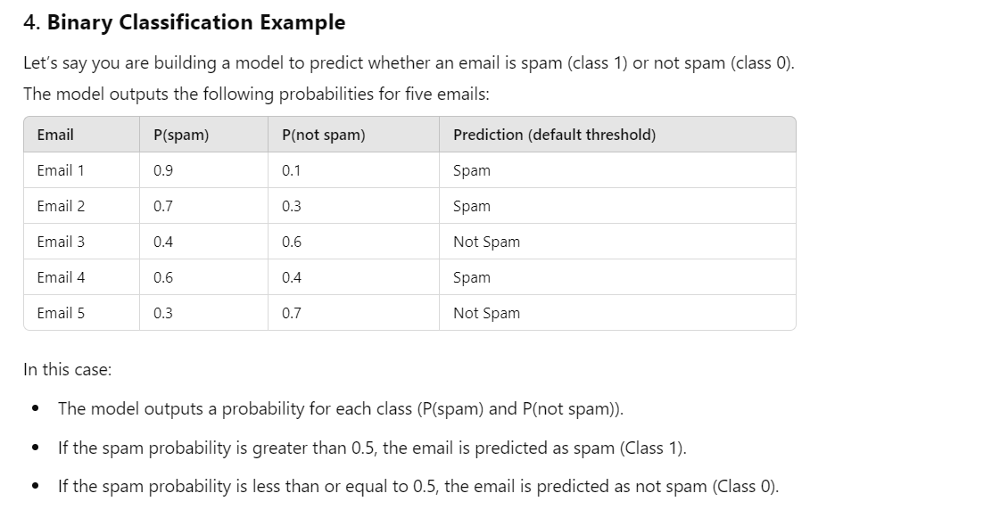 4. Binary Classification Example
Let's say you are building a model to predict whether an email is spam (class 1) or not spam (class 0).
The model outputs the following probabilities for five emails:
Email P(spam) P(not spam) Prediction (default threshold)
Email 1 0.9 0.1 Spam
Email 2 0.7 0.3 Spam
Email 3 0.4 0.6 Not Spam
Email 4 0.6 0.4 Spam
Email 5 0.3 0.7 Not Spam
In this case:
• The model outputs a probability for each class (P(spam) and P(not spam)).
• If the spam probability is greater than 0.5, the email is predicted as spam (Class 1).
• If the spam probability is less than or equal to 0.5, the email is predicted as not spam (Class 0).